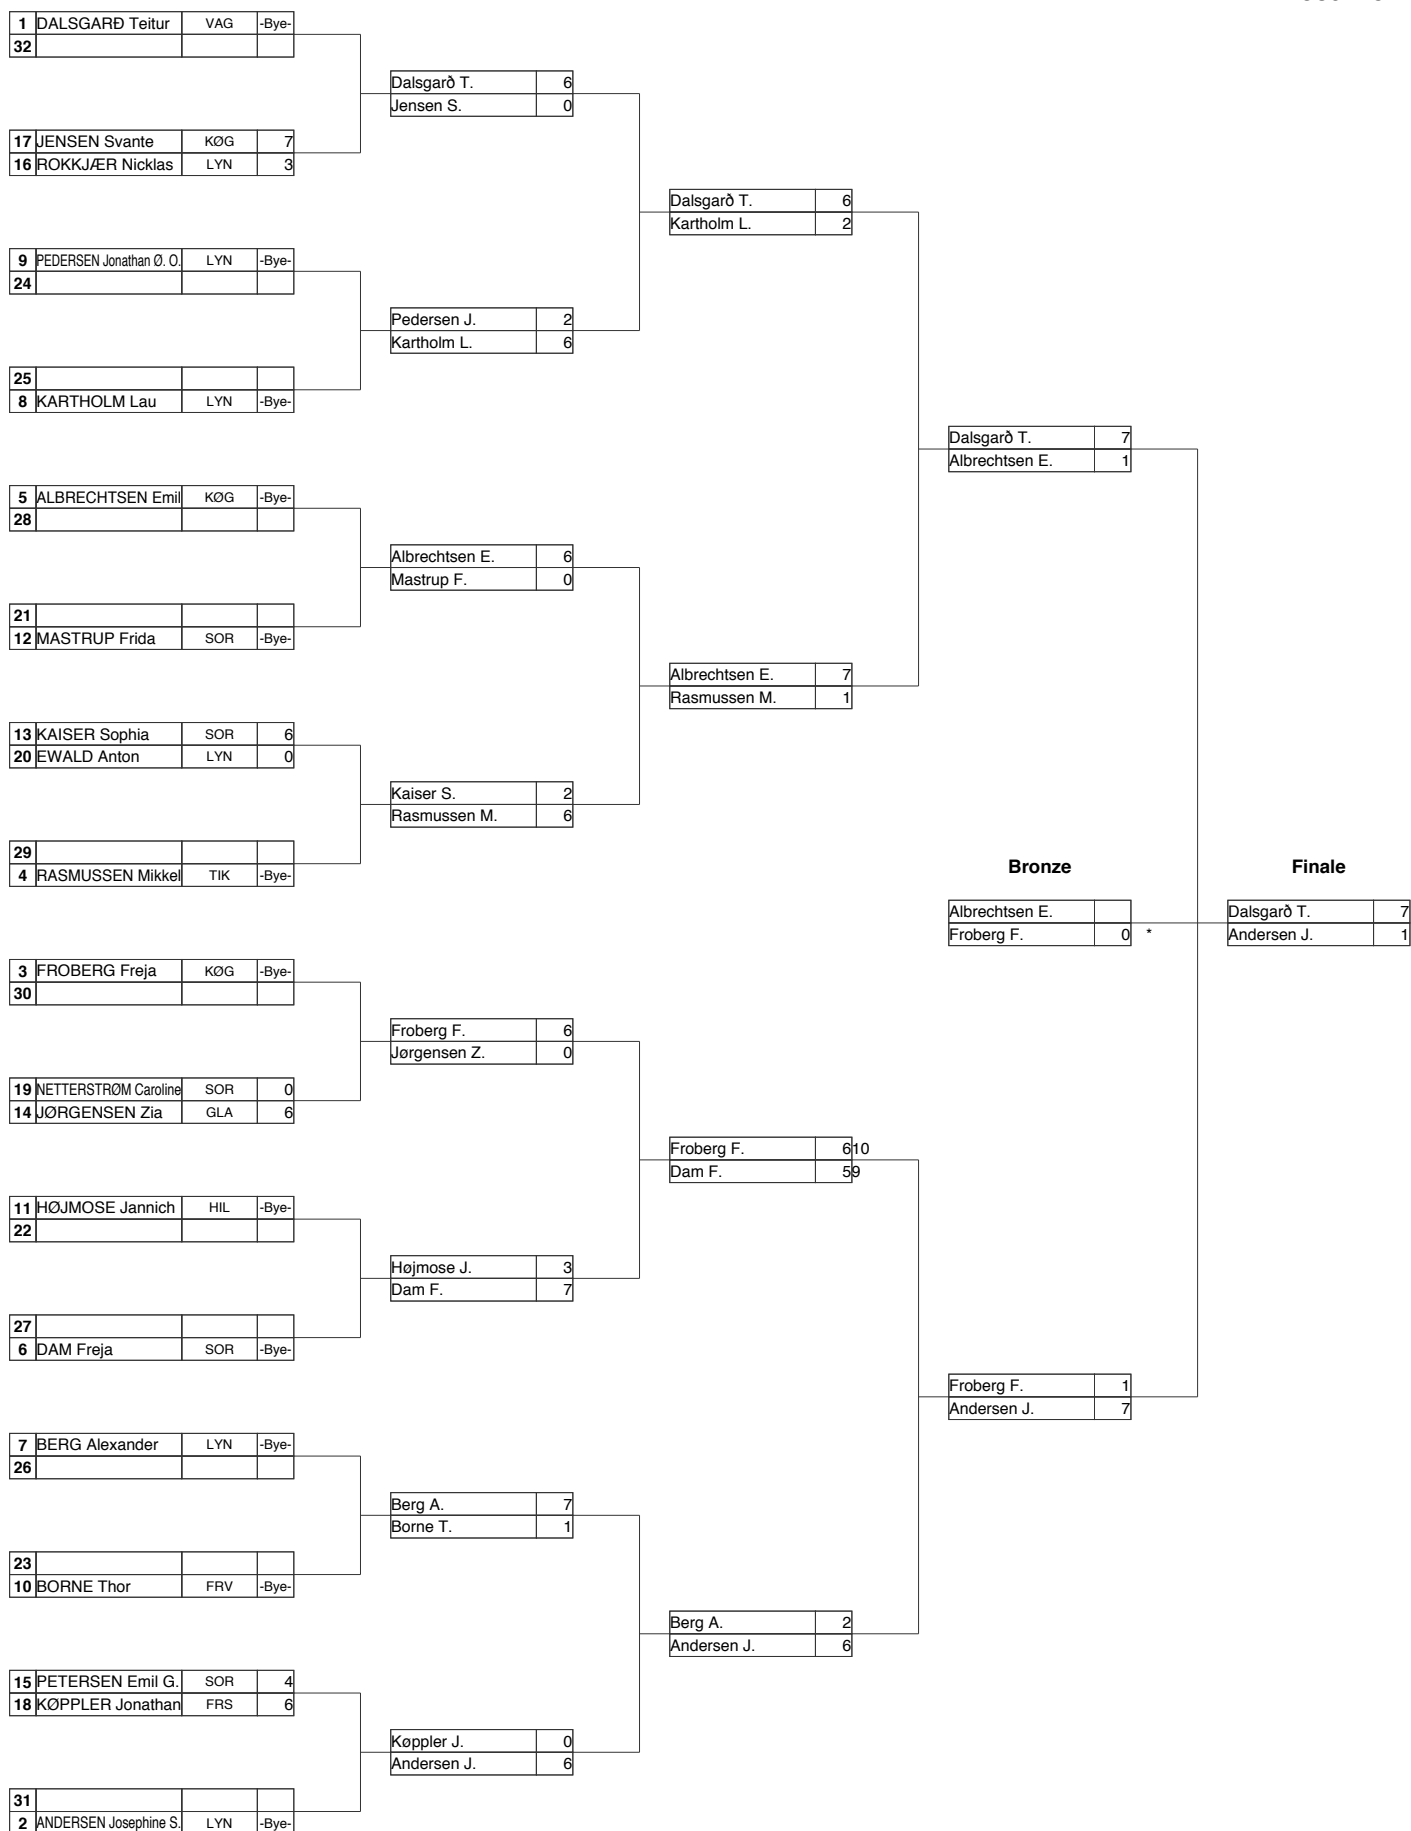 1 DALSGARÐ Teitur VAG -Bye-
32
Dalsgarð T. 6
Jensen S. 0
17 JENSEN Svante KØG 7
16 ROKKJÆR Nicklas LYN 3
Dalsgarð T. 6
Kartholm L. 2
9 PEDERSEN Jonathan Ø. O. LYN -Bye-
24
Pedersen J. 2
Kartholm L. 6
25
8 KARTHOLM Lau LYN -Bye-
Dalsgarð T. 7
Albrechtsen E. 1
5 ALBRECHTSEN Emil KØG -Bye-
28
Albrechtsen E. 6
Mastrup F. 0
21
12 MASTRUP Frida SOR -Bye-
Albrechtsen E. 7
Rasmussen M. 1
13 KAISER Sophia SOR 6
20 EWALD Anton LYN 0
Kaiser S. 2
Rasmussen M. 6
29
4 RASMUSSEN Mikkel TIK -Bye-
Bronze Finale
Albrechtsen E. Dalsgarð T. 7
Froberg F. 0 * Andersen J. 1
3 FROBERG Freja KØG -Bye-
30
Froberg F. 6
Jørgensen Z. 0
19 NETTERSTRØM Caroline SOR 0
14 JØRGENSEN Zia GLA 6
Froberg F. 610
Dam F. 59
11 HØJMOSE Jannich HIL -Bye-
22
Højmose J. 3
Dam F. 7
27
6 DAM Freja SOR -Bye-
Froberg F. 1
Andersen J. 7
7 BERG Alexander LYN -Bye-
26
Berg A. 7
Borne T. 1
23
10 BORNE Thor FRV -Bye-
Berg A. 2
Andersen J. 6
15 PETERSEN Emil G. SOR 4
18 KØPPLER Jonathan FRS 6
Køppler J. 0
Andersen J. 6
31
2 ANDERSEN Josephine S. LYN -Bye-